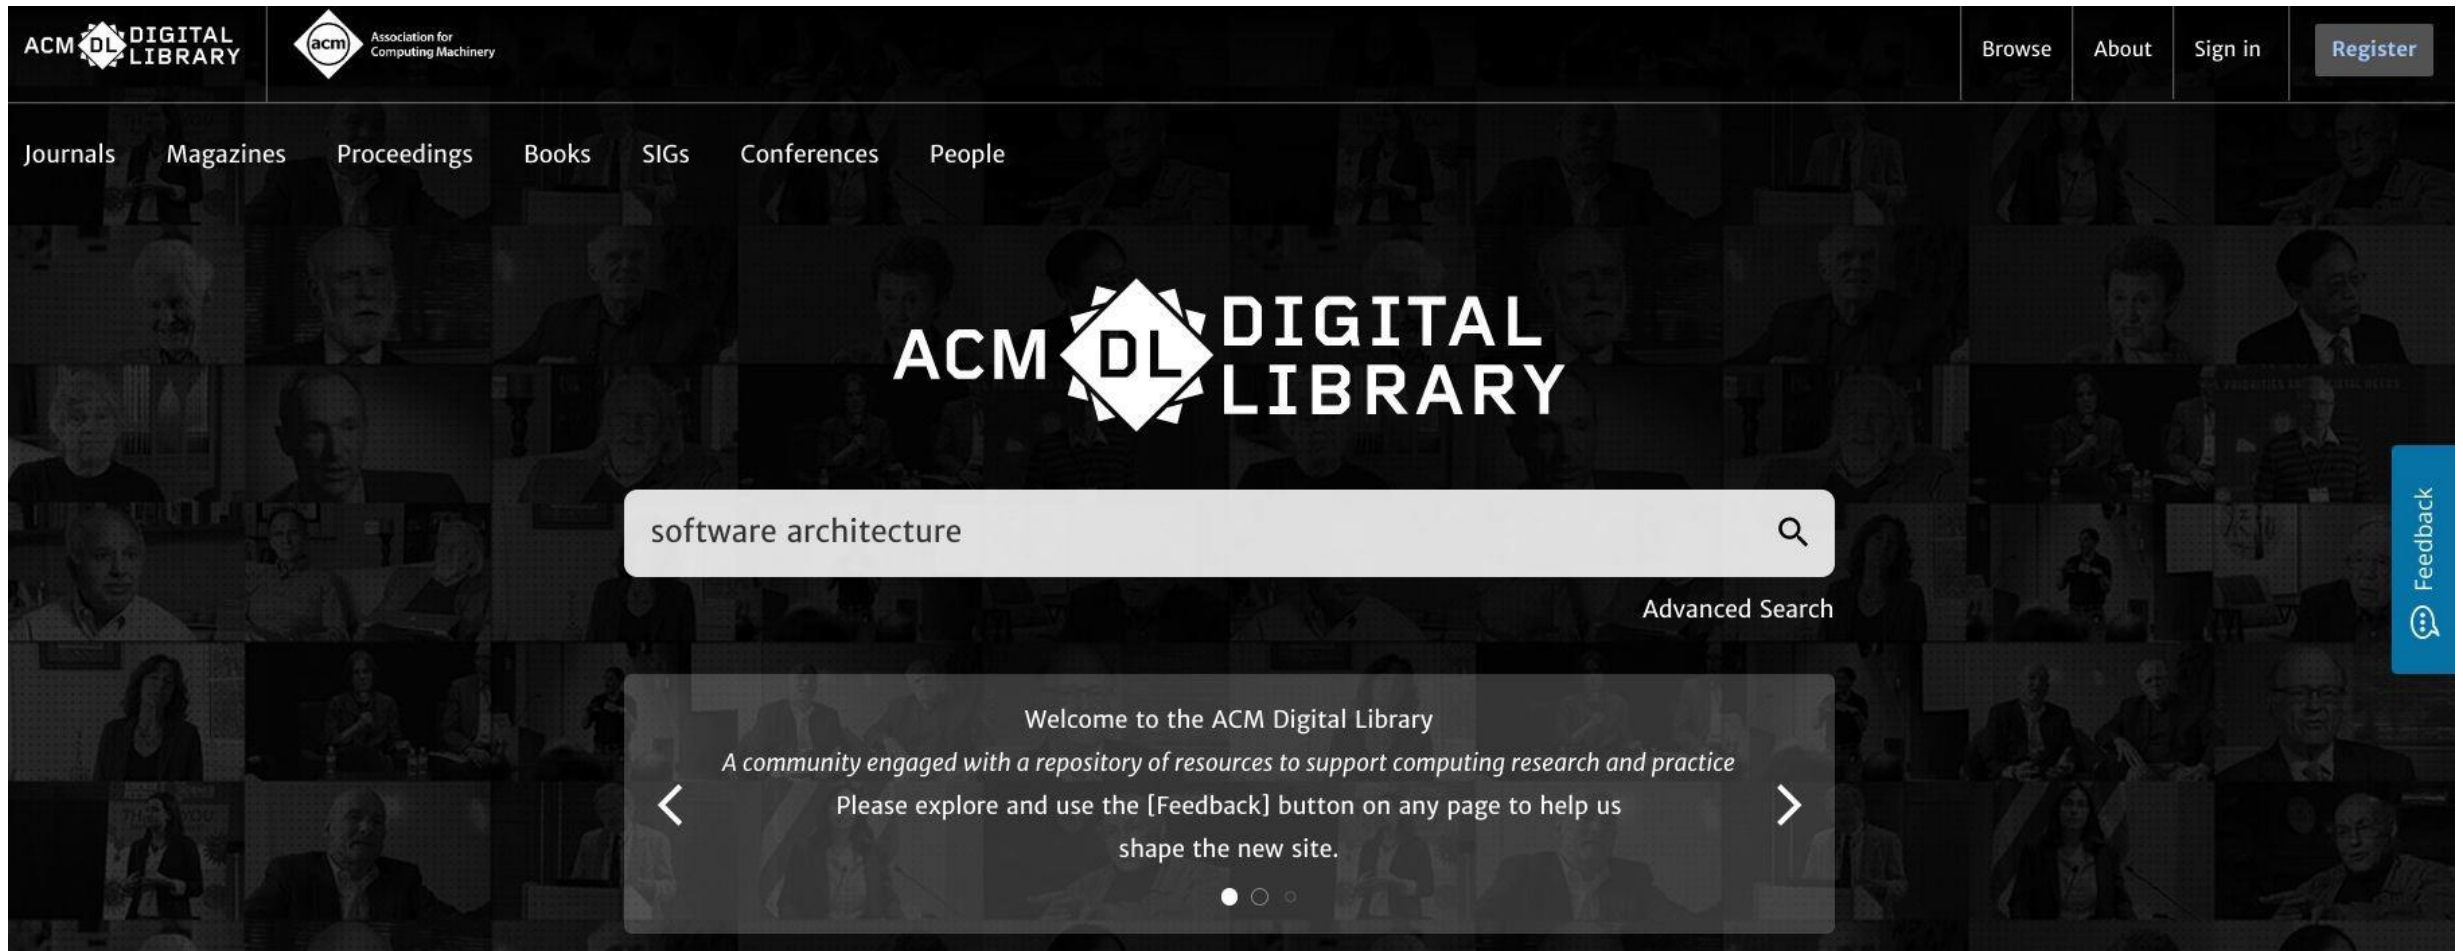 ACM DL DIGITAL LIBRARY
acm Association for Computing Machinery
Browse
About
Sign in
Register
Journals
Magazines
Proceedings
Books
SIGs
Conferences
People
ACM DL DIGITAL LIBRARY
software architecture
Advanced Search
Feedback
Welcome to the ACM Digital Library
A community engaged with a repository of resources to support computing research and practice
Please explore and use the [Feedback] button on any page to help us
shape the new site.